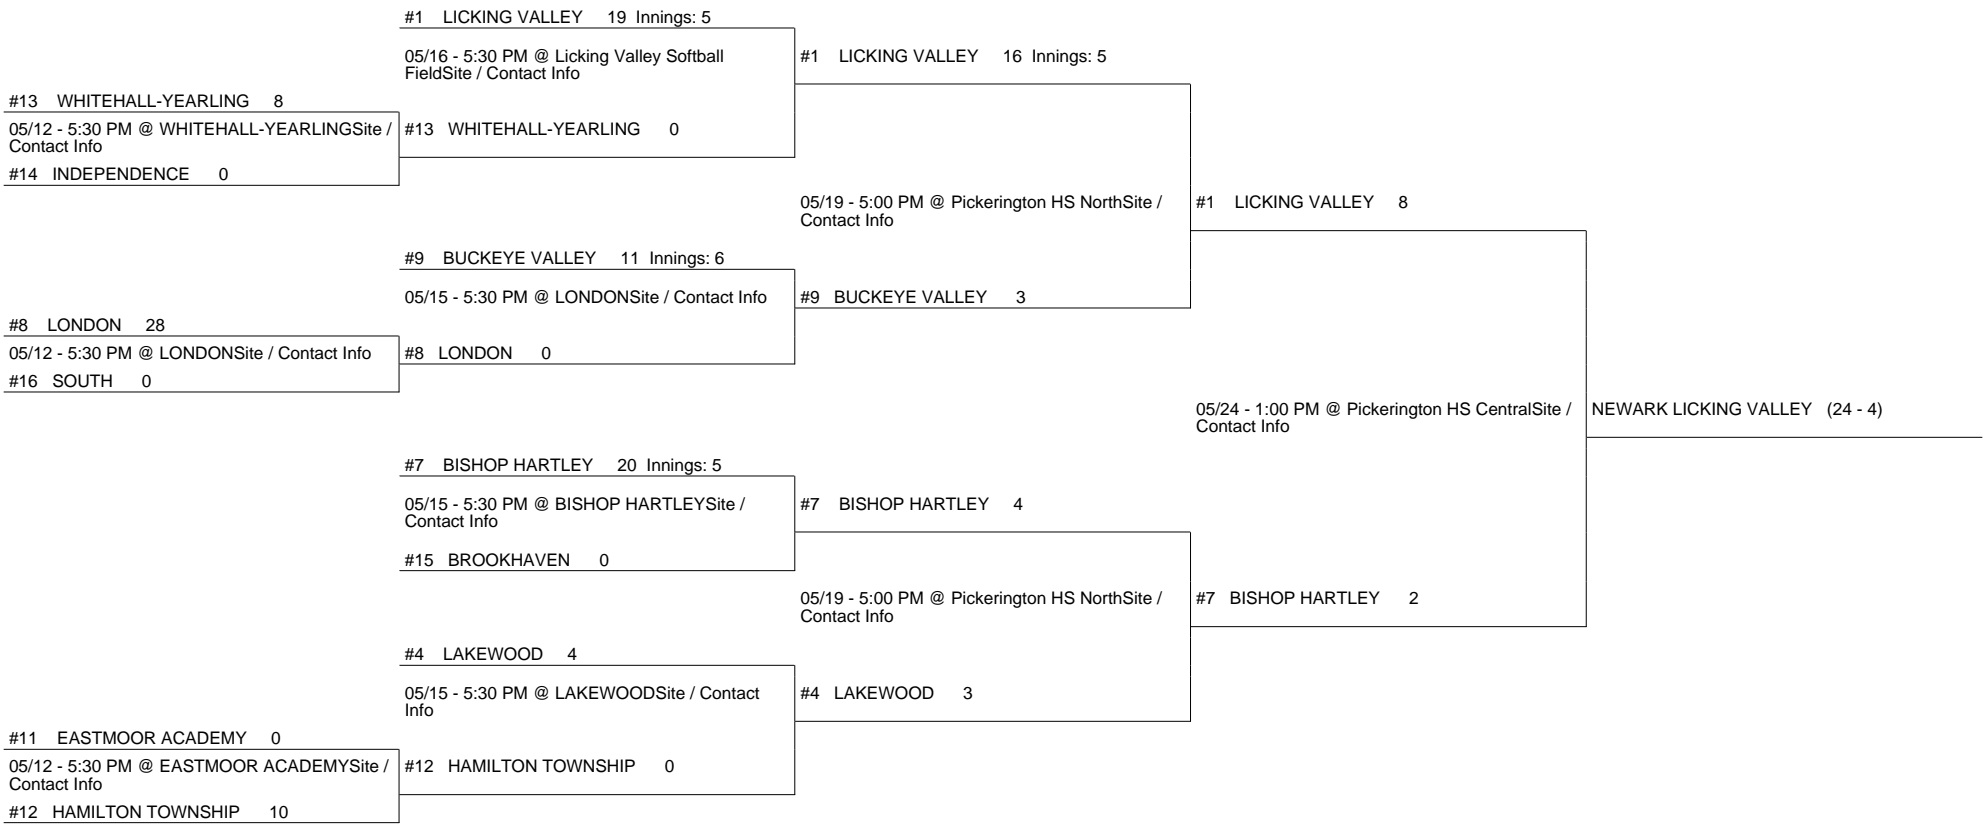 #1 LICKING VALLEY 19 Innings: 5
05/16 - 5:30 PM @ Licking Valley Softball
FieldSite / Contact Info
#1 LICKING VALLEY 16 Innings: 5
#13 WHITEHALL-YEARLING 8
05/12 - 5:30 PM @ WHITEHALL-YEARLINGSite /
Contact Info
#13 WHITEHALL-YEARLING 0
#14 INDEPENDENCE 0
05/19 - 5:00 PM @ Pickerington HS NorthSite /
Contact Info
#1 LICKING VALLEY 8
#9 BUCKEYE VALLEY 11 Innings: 6
05/15 - 5:30 PM @ LONDONSite / Contact Info
#9 BUCKEYE VALLEY 3
#8 LONDON 28
05/12 - 5:30 PM @ LONDONSite / Contact Info
#8 LONDON 0
#16 SOUTH 0
05/24 - 1:00 PM @ Pickerington HS CentralSite /
Contact Info
NEWARK LICKING VALLEY (24 - 4)
#7 BISHOP HARTLEY 20 Innings: 5
05/15 - 5:30 PM @ BISHOP HARTLEYSite /
Contact Info
#7 BISHOP HARTLEY 4
#15 BROOKHAVEN 0
05/19 - 5:00 PM @ Pickerington HS NorthSite /
Contact Info
#7 BISHOP HARTLEY 2
#4 LAKEWOOD 4
05/15 - 5:30 PM @ LAKEWOODSite / Contact
Info
#4 LAKEWOOD 3
#11 EASTMOOR ACADEMY 0
05/12 - 5:30 PM @ EASTMOOR ACADEMYSite /
Contact Info
#12 HAMILTON TOWNSHIP 0
#12 HAMILTON TOWNSHIP 10